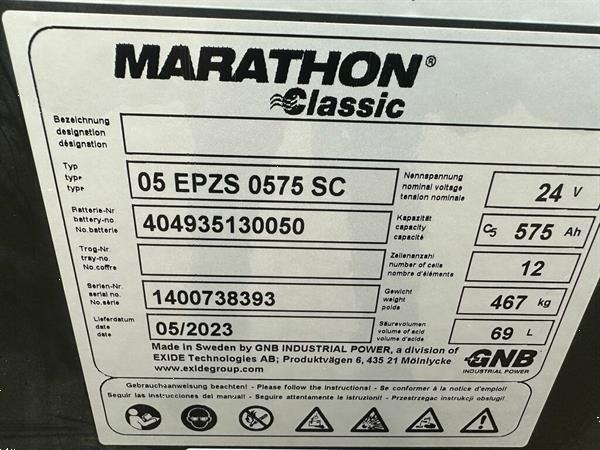 MARATHON®
Classic
Bezeichnung
designation
désignation
Typ
type
type
05 EPZS 0575 SC
Nennspannung
nominal voltage
tension nominale
24 V
Batterie-Nr
battery-no
No.batterie
404935130050
Kapazität
capacity
capacité
C5 575 Ah
Trog-Nr.
tray-no.
No.coffre
Zellenanzahl
number of cells
nombre d'éléments
12
Serien-Nr.
serial no.
No.série
1400738393
Gewicht
weight
poids
467 kg
Lieferdatum
date
date
05/2023
Säurevolumen
volume of acid
volume d'acide
69 L
Made in Sweden by GNB INDUSTRIAL POWER, a division of
EXIDE Technologies AB; Produktvägen 6, 435 21 Mölnlycke
www.exidegroup.com
GNB
INDUSTRIAL POWER
Gebrauchsanweisung beachten! - Please follow the Instructions! - Se conformer à la notice d'emploi!
Seguir las instrucciones del manual! - Seguire attentamente le istruzioni! - Przestrzegac instrukcji obslugi!